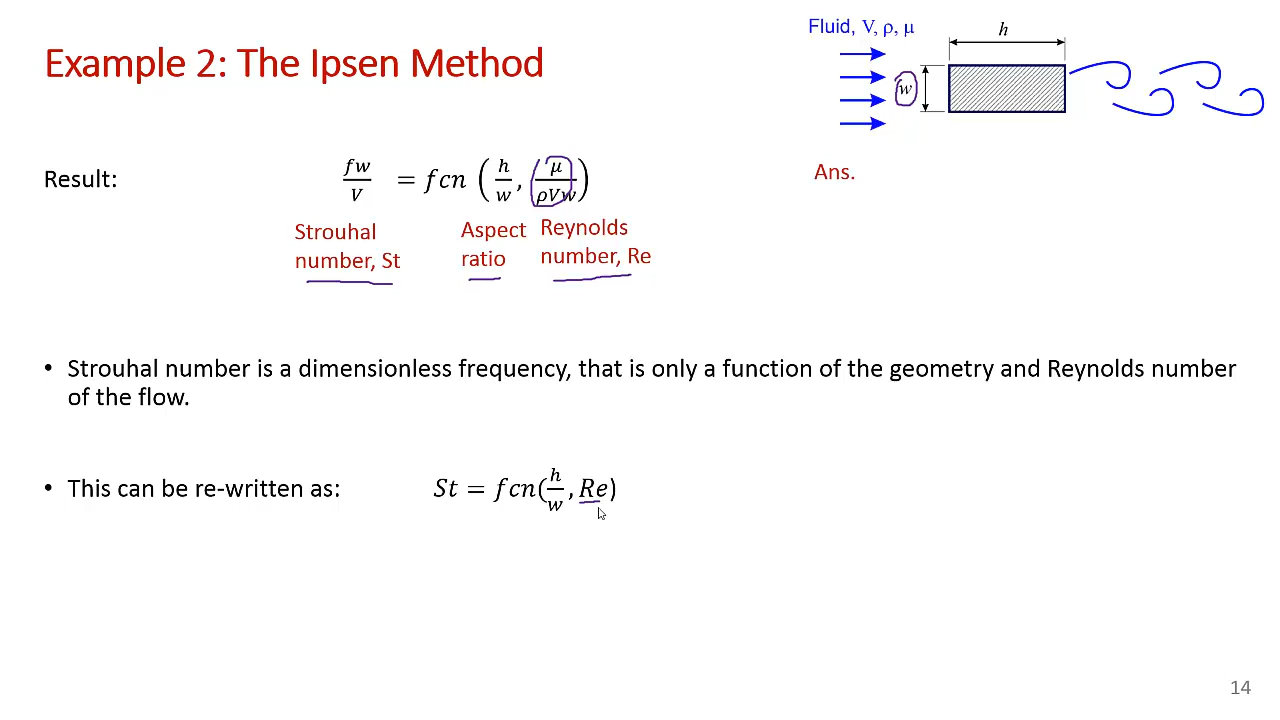 Example 2: The Ipsen Method
Fluid, V, ρ, μ
h
w
Result:
fw/V = fcn (h/w, μ/ρVw)
Ans.
Strouhal number, St
Aspect ratio
Reynolds number, Re
• Strouhal number is a dimensionless frequency, that is only a function of the geometry and Reynolds number
of the flow.
• This can be re-written as: St = fcn(h/w, Re)
14